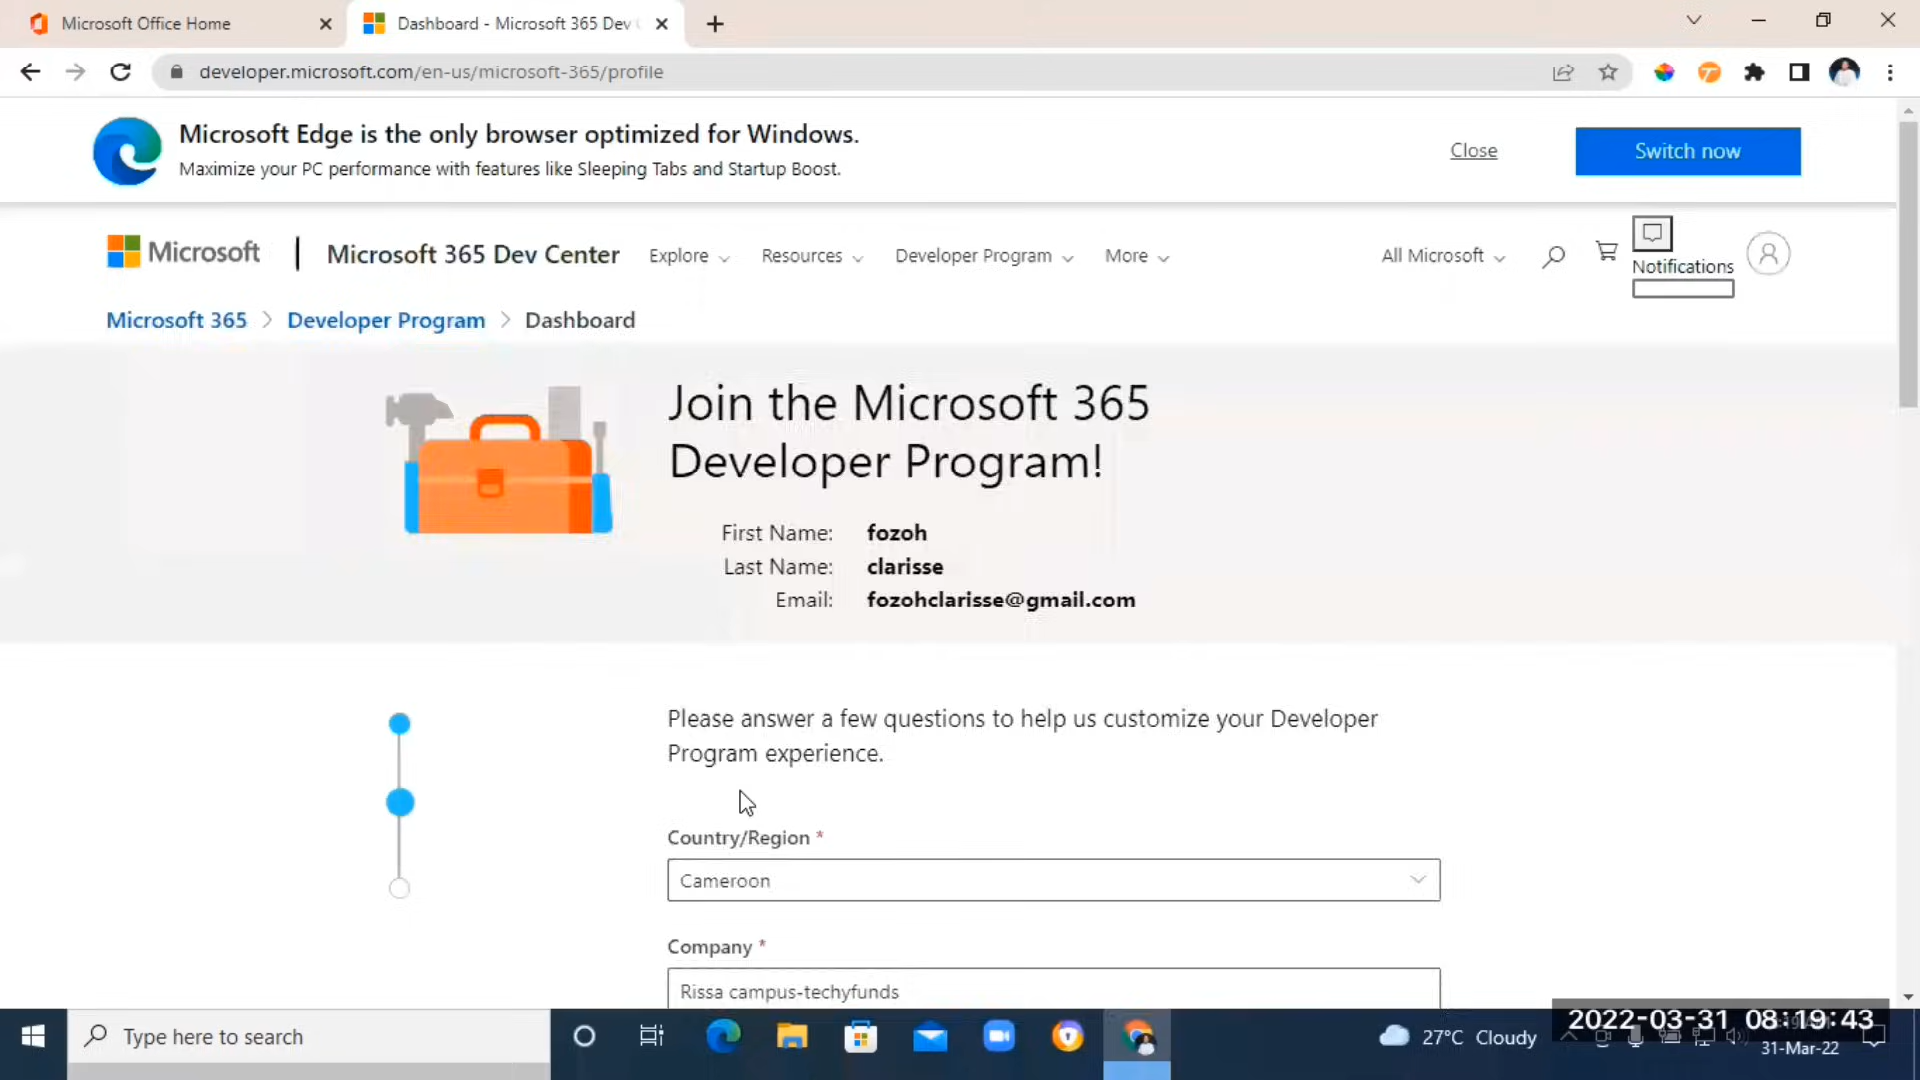 Microsoft Office Home
Dashboard - Microsoft 365 Dev
developer.microsoft.com/en-us/microsoft-365/profile
Microsoft Edge is the only browser optimized for Windows.
Maximize your PC performance with features like Sleeping Tabs and Startup Boost.
Close
Switch now
Microsoft
Microsoft 365 Dev Center
Explore
Resources
Developer Program
More
All Microsoft
Notifications
Microsoft 365 > Developer Program > Dashboard
Join the Microsoft 365
Developer Program!
First Name: fozoh
Last Name: clarisse
Email: fozohclarisse@gmail.com
Please answer a few questions to help us customize your Developer
Program experience.
Country/Region *
Cameroon
Company *
Rissa campus-techyfunds
Type here to search
27°C Cloudy
2022-03-31 08:19:43
31-Mar-22